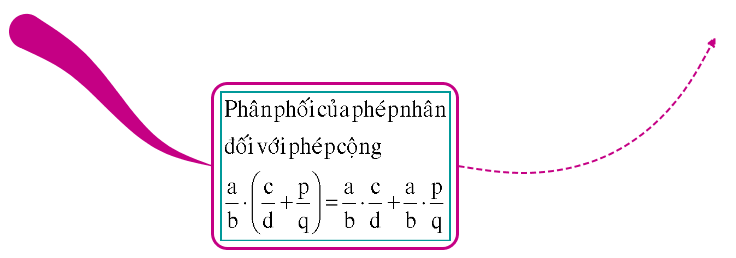 Phân phối của phép nhân
đối với phép cộng
a/b · (c/d + p/q) = a/b · c/d + a/b · p/q